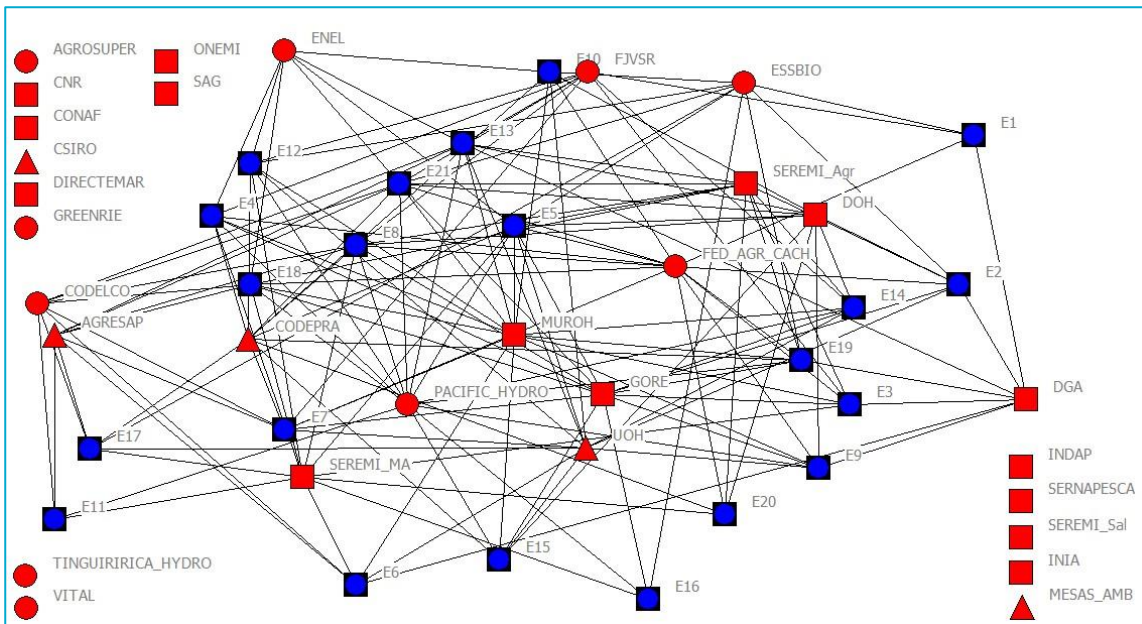 AGROSUPER
ONEMI
ENEL
E10
FJVSR
ESSBIO
CNR
SAG
CONAF
E13
E1
CSIRO
E12
E21
SEREMI_Agr
DIRECTEMAR
E4
E5
DOH
GREENRIE
E8
FED_AGR_CACH
E18
E2
CODELCO
E14
AGRESAP
CODEPRA
MUROH
E19
PACIFIC_HYDRO
GORE
E3
DGA
E7
UOH
E17
SEREMI_MA
E9
INDAP
E11
E20
SERNAPESCA
E15
SEREMI_Sal
TINGUIRIRICA_HYDRO
E6
E16
INIA
VITAL
MESAS_AMB